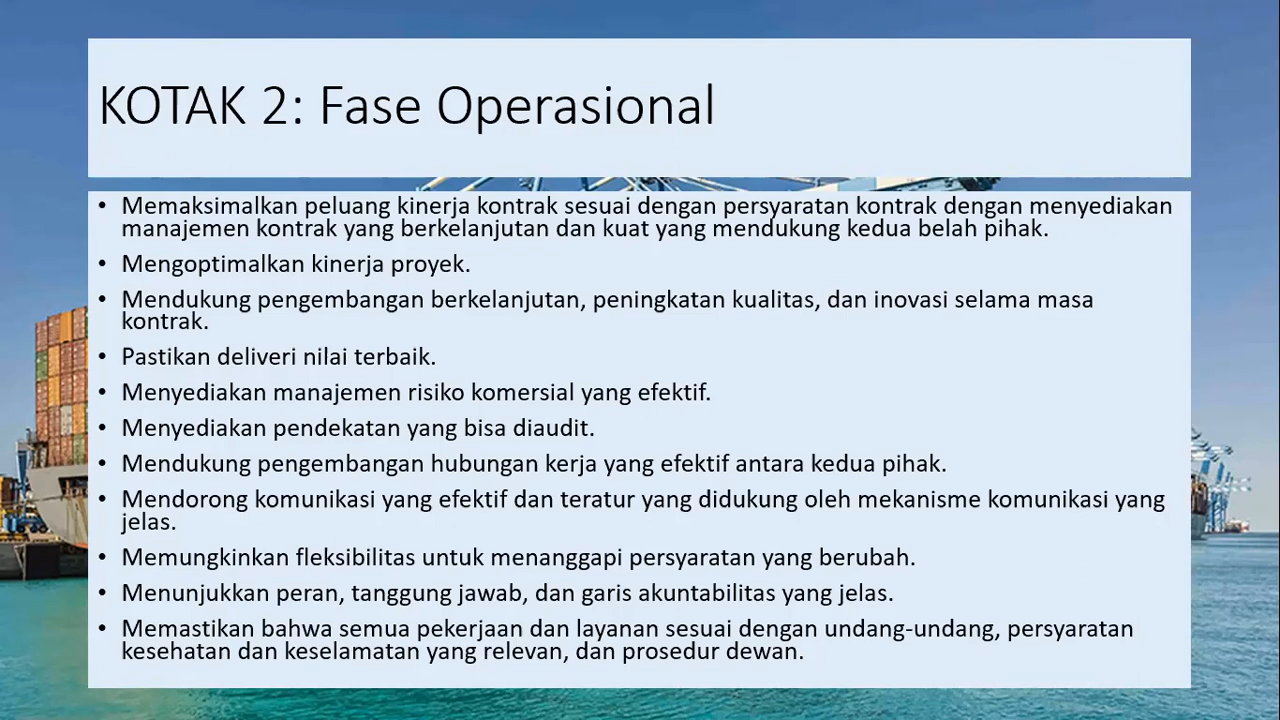 KOTAK 2: Fase Operasional
• Memaksimalkan peluang kinerja kontrak sesuai dengan persyaratan kontrak dengan menyediakan
manajemen kontrak yang berkelanjutan dan kuat yang mendukung kedua belah pihak.
• Mengoptimalkan kinerja proyek.
• Mendukung pengembangan berkelanjutan, peningkatan kualitas, dan inovasi selama masa
kontrak.
• Pastikan deliveri nilai terbaik.
• Menyediakan manajemen risiko komersial yang efektif.
• Menyediakan pendekatan yang bisa diaudit.
• Mendukung pengembangan hubungan kerja yang efektif antara kedua pihak.
• Mendorong komunikasi yang efektif dan teratur yang didukung oleh mekanisme komunikasi yang
jelas.
• Memungkinkan fleksibilitas untuk menanggapi persyaratan yang berubah.
• Menunjukkan peran, tanggung jawab, dan garis akuntabilitas yang jelas.
• Memastikan bahwa semua pekerjaan dan layanan sesuai dengan undang-undang, persyaratan
kesehatan dan keselamatan yang relevan, dan prosedur dewan.